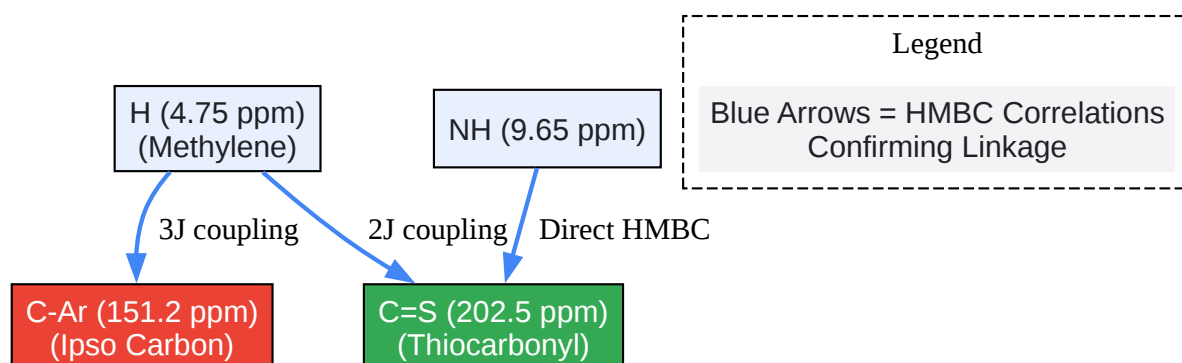 Legend
H (4.75 ppm)
(Methylene)
NH (9.65 ppm)
Blue Arrows = HMBC Correlations
Confirming Linkage
3J coupling
2J coupling
Direct HMBC
C-Ar (151.2 ppm)
(Ipso Carbon)
C=S (202.5 ppm)
(Thiocarbonyl)